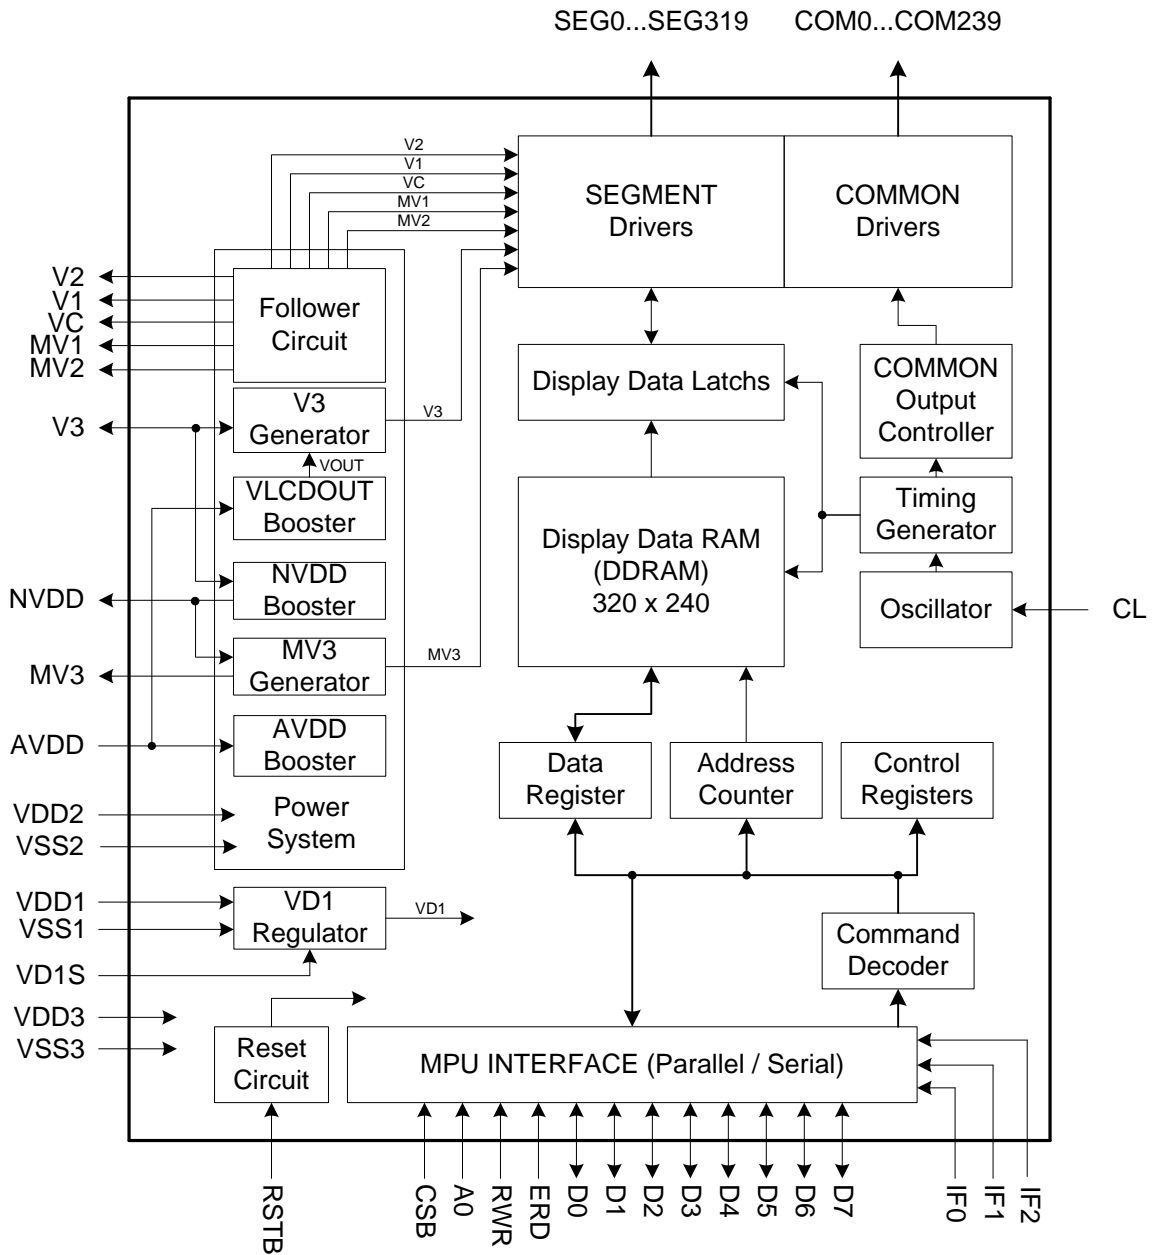 SEG0...SEG319
COM0...COM239
V2
V1
VC
MV1
MV2
SEGMENT
Drivers
COMMON
Drivers
V2
V1
VC
MV1
MV2
Follower
Circuit
Display Data Latchs
COMMON
Output
Controller
V3
V3
Generator
V3
VOUT
VLCDOUT
Booster
Display Data RAM
(DDRAM)
320 x 240
Timing
Generator
NVDD
NVDD
Booster
Oscillator
CL
MV3
MV3
Generator
MV3
AVDD
AVDD
Booster
Data
Register
Address
Counter
Control
Registers
VDD2
VSS2
Power
System
VDD1
VSS1
VD1
Regulator
VD1
Command
Decoder
VD1S
VDD3
VSS3
Reset
Circuit
MPU INTERFACE (Parallel / Serial)
RSTB
CSB
A0
RWR
ERD
D0
D1
D2
D3
D4
D5
D6
D7
IF0
IF1
IF2